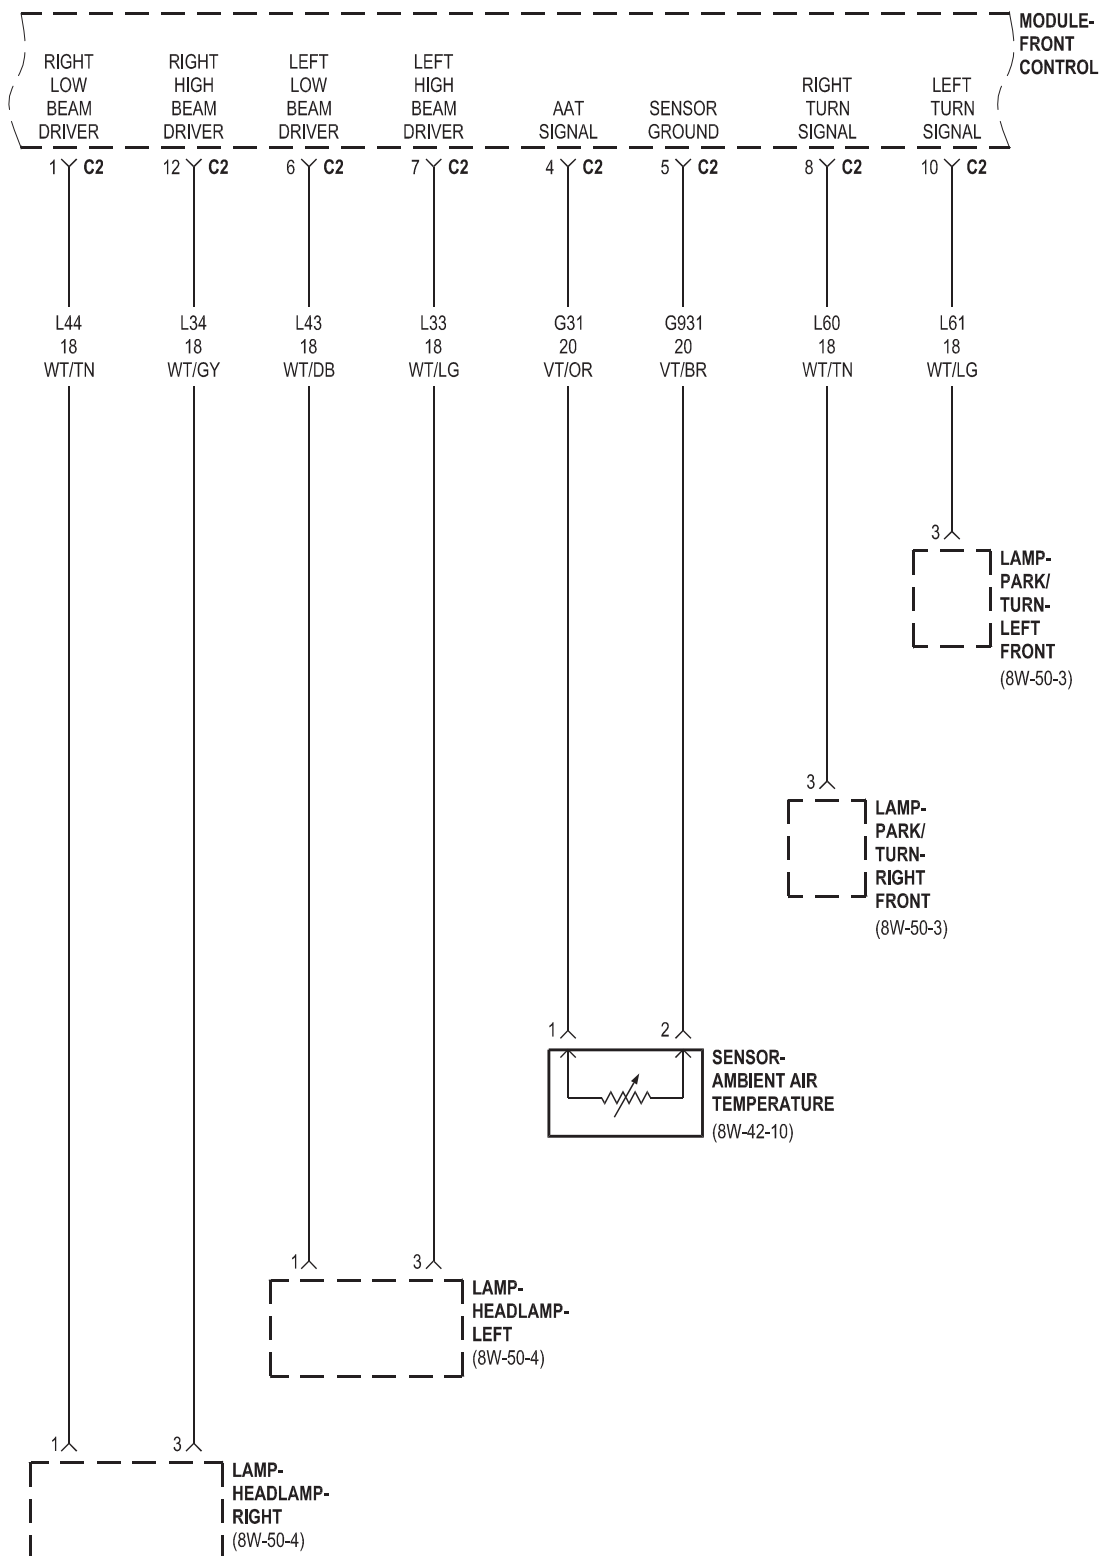 MODULE-
FRONT
CONTROL
RIGHT
LOW
BEAM
DRIVER
RIGHT
HIGH
BEAM
DRIVER
LEFT
LOW
BEAM
DRIVER
LEFT
HIGH
BEAM
DRIVER
AAT
SIGNAL
SENSOR
GROUND
RIGHT
TURN
SIGNAL
LEFT
TURN
SIGNAL
1 C2
12 C2
6 C2
7 C2
4 C2
5 C2
8 C2
10 C2
L44
18
WT/TN
L34
18
WT/GY
L43
18
WT/DB
L33
18
WT/LG
G31
20
VT/OR
G931
20
VT/BR
L60
18
WT/TN
L61
18
WT/LG
3
LAMP-
PARK/
TURN-
LEFT
FRONT
(8W-50-3)
3
LAMP-
PARK/
TURN-
RIGHT
FRONT
(8W-50-3)
1
2
SENSOR-
AMBIENT AIR
TEMPERATURE
(8W-42-10)
1
3
LAMP-
HEADLAMP-
LEFT
(8W-50-4)
1
3
LAMP-
HEADLAMP-
RIGHT
(8W-50-4)